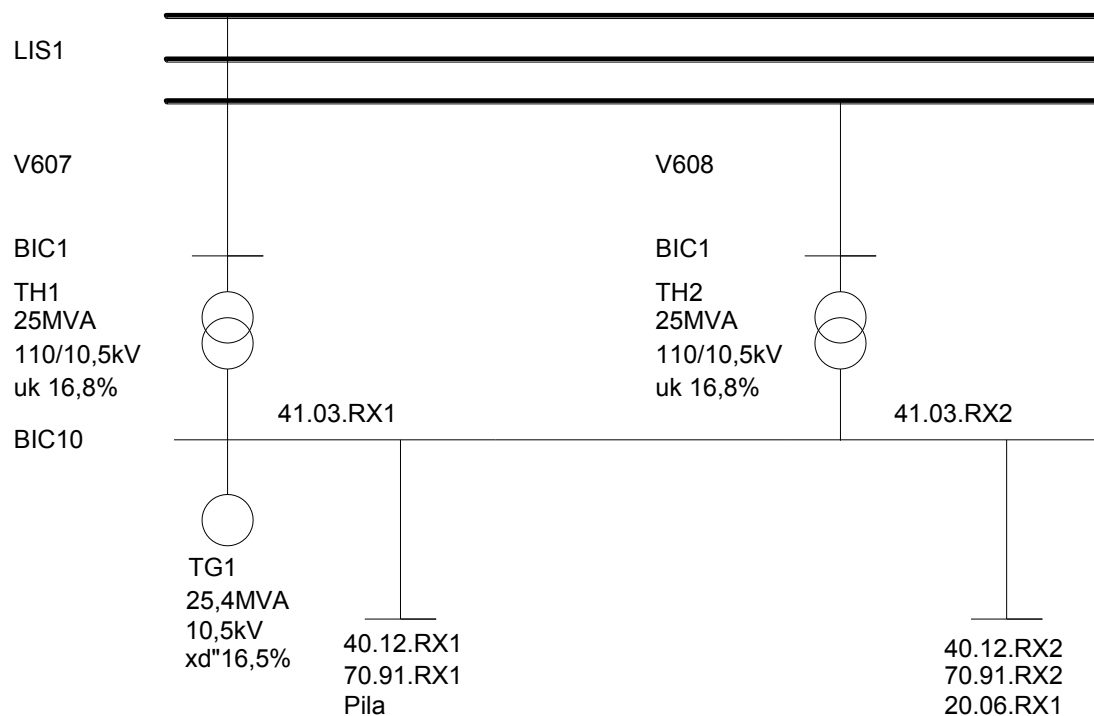 LIS1
V607
V608
BIC1
BIC1
TH1
25MVA
110/10,5kV
uk 16,8%
TH2
25MVA
110/10,5kV
uk 16,8%
41.03.RX1
41.03.RX2
BIC10
TG1
25,4MVA
10,5kV
xd"16,5%
40.12.RX1
70.91.RX1
Pila
40.12.RX2
70.91.RX2
20.06.RX1